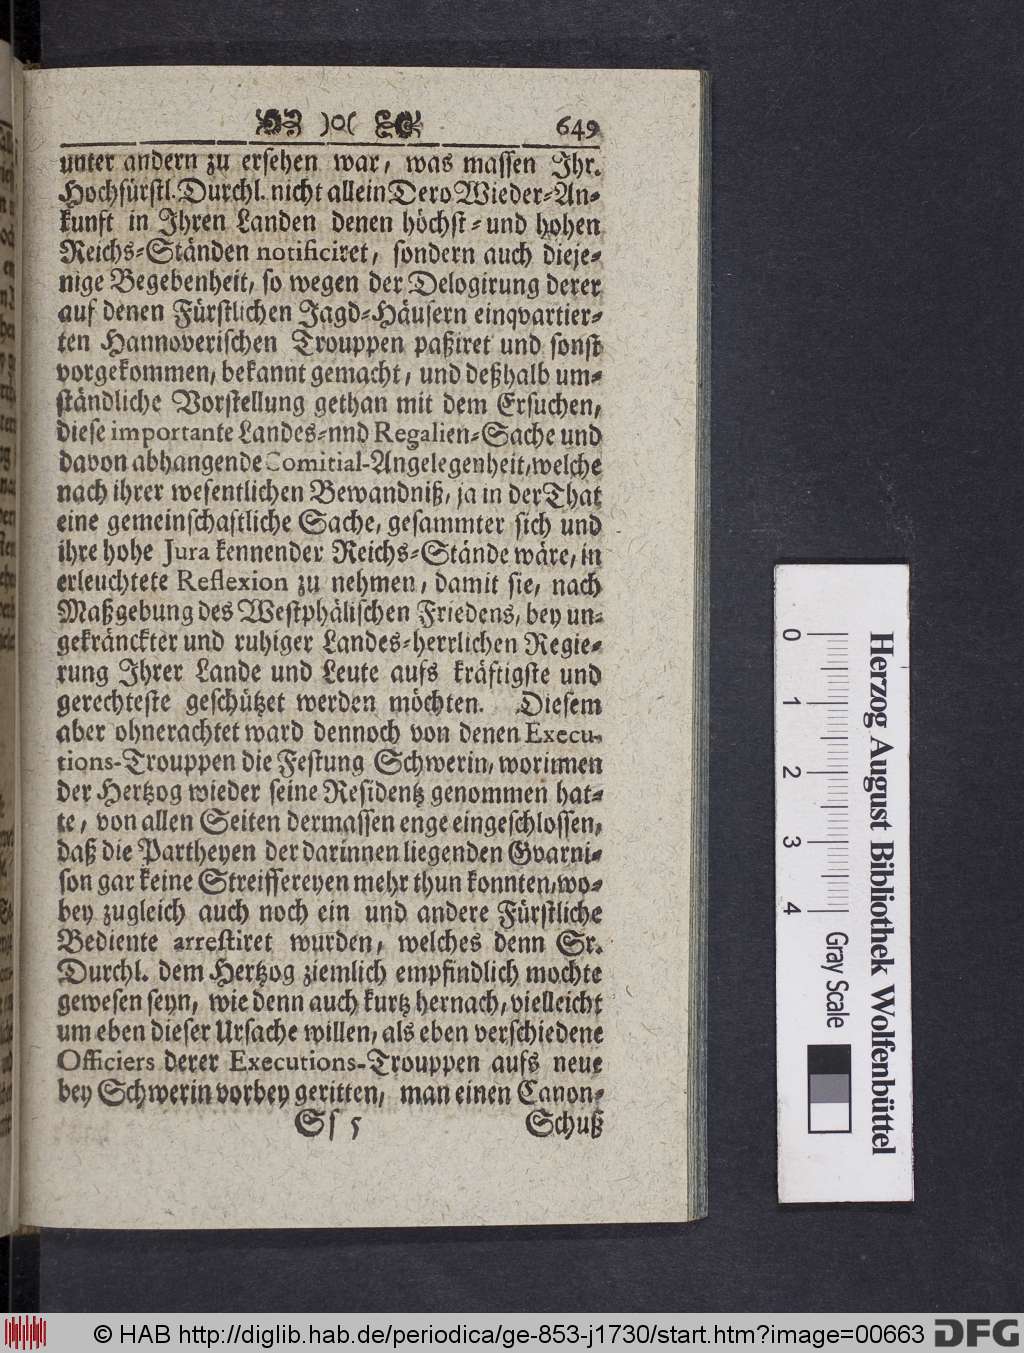 )o( 649
unter andern zu ersehen war, was massen Ihr.
Hochfürstl. Durchl. nicht allein Dero Wieder-An-
kunft in Ihren Landen denen höchst- und hohen
Reichs-Ständen notificiret, sondern auch dieje-
nige Begebenheit, so wegen der Delogirung derer
auf denen Fürstlichen Jagd-Häusern einqvartier-
ten Hannoverischen Trouppen paßiret und sonst
vorgekommen, bekannt gemacht, und deßhalb um-
ständliche Vorstellung gethan mit dem Ersuchen,
diese importante Landes-nnd Regalien-Sache und
davon abhangende Comitial-Angelegenheit, welche
nach ihrer wesentlichen Bewandniß, ja in der That
eine gemeinschaftliche Sache, gesammter sich und
ihre hohe Jura kennender Reichs-Stände wäre, in
erleuchtete Reflexion zu nehmen, damit sie, nach
Maßgebung des Westphälischen Friedens, bey un-
gekränckter und ruhiger Landes-herrlichen Regie-
rung Ihrer Lande und Leute aufs kräftigste und
gerechteste geschützet werden möchten. Diesem
aber ohnerachtet ward dennoch von denen Execu-
tions-Trouppen die Festung Schwerin, worinnen
der Hertzog wieder seine Residentz genommen hat-
te, von allen Seiten dermassen enge eingeschlossen,
daß die Partheyen der darinnen liegenden Gvarni-
son gar keine Streiffereyen mehr thun konnten, wo-
bey zugleich auch noch ein und andere Fürstliche
Bediente arrestiret wurden, welches denn Sr.
Durchl. dem Hertzog ziemlich empfindlich mochte
gewesen seyn, wie denn auch kurtz hernach, vielleicht
um eben dieser Ursache willen, als eben verschiedene
Officiers derer Executions-Trouppen aufs neue
bey Schwerin vorbey geritten, man einen Canon-
Ss 5 Schuß
0 1 2 3 4 Gray Scale
Herzog August Bibliothek Wolfenbüttel
© HAB http://diglib.hab.de/periodica/ge-853-j1730/start.htm?image=00663 DFG